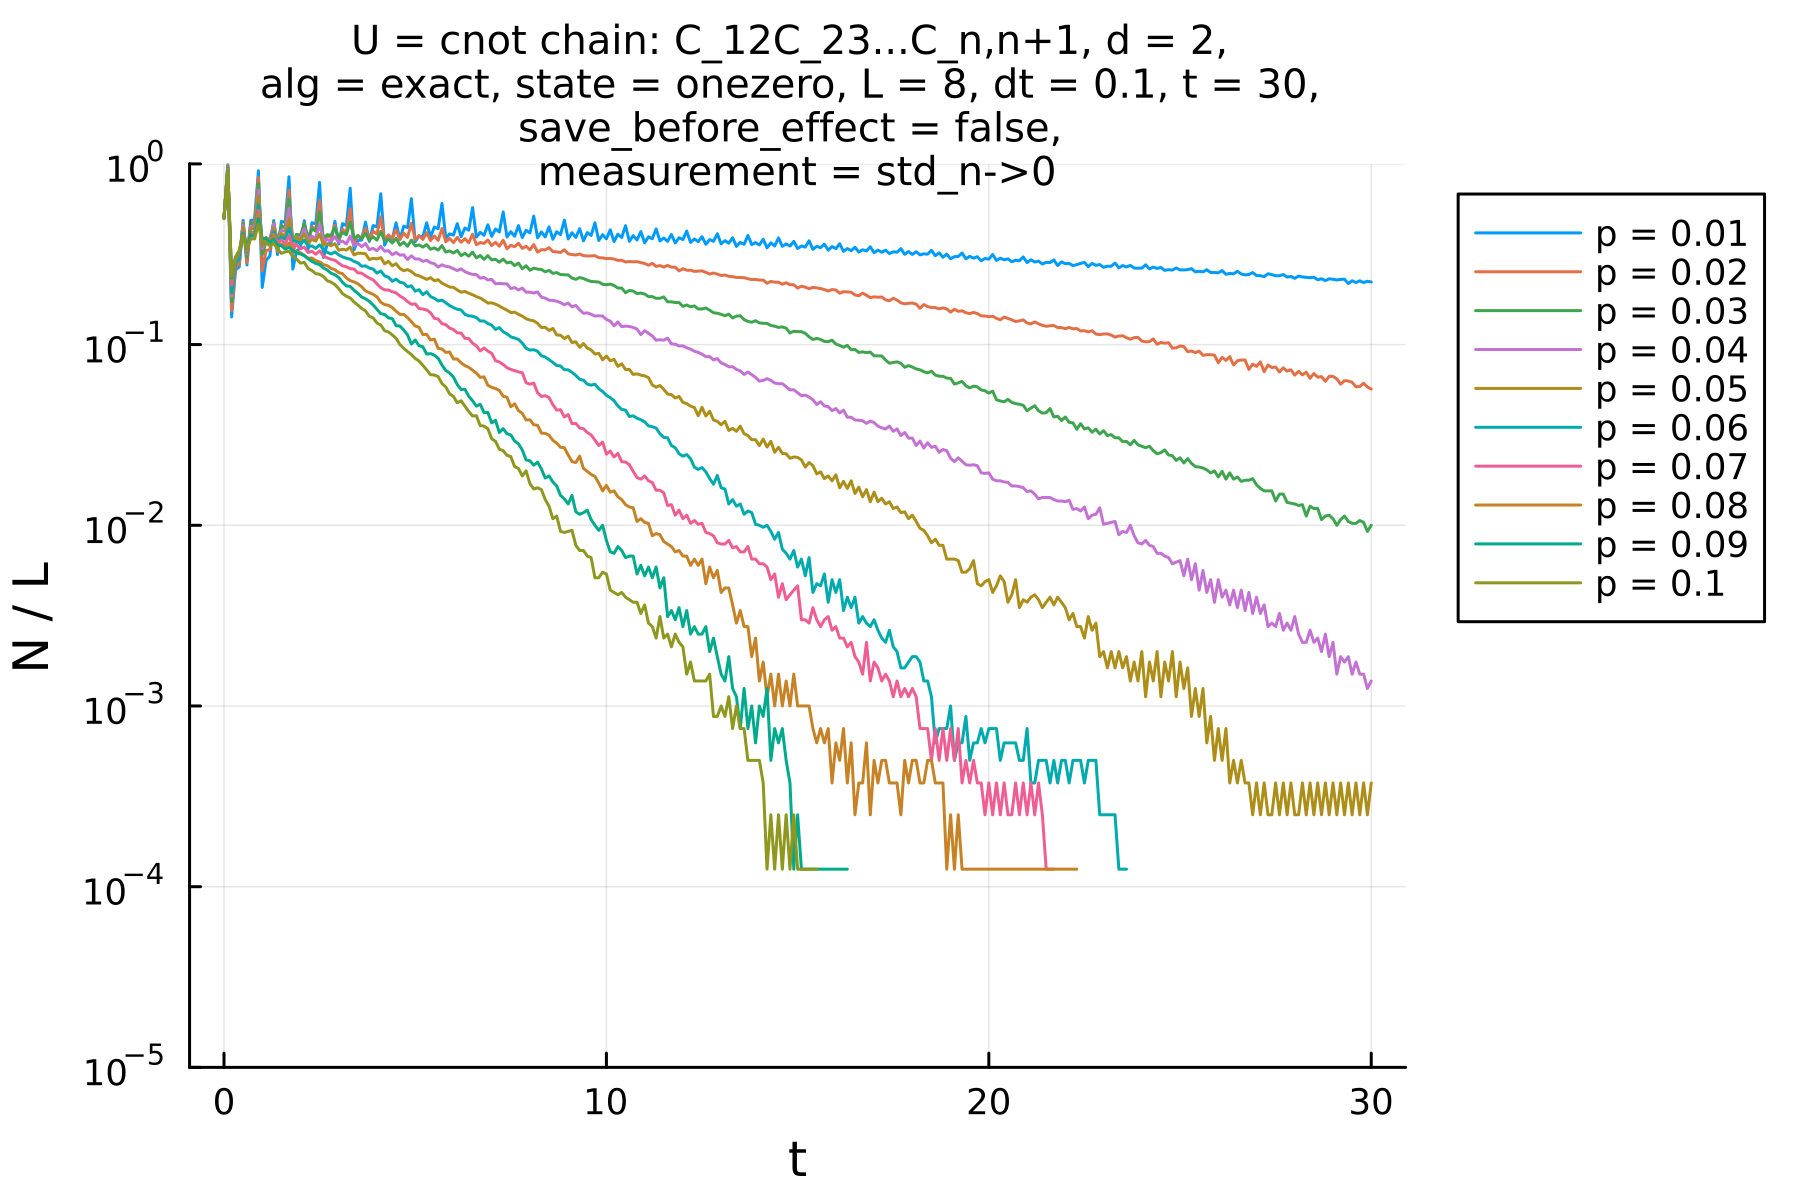 U = cnot chain: C_12C_23...C_n,n+1, d = 2,
alg = exact, state = onezero, L = 8, dt = 0.1, t = 30,
save_before_effect = false,
measurement = std_n->0
10^0
10^−1
10^−2
10^−3
10^−4
10^−5
N / L
0
10
20
30
t
p = 0.01
p = 0.02
p = 0.03
p = 0.04
p = 0.05
p = 0.06
p = 0.07
p = 0.08
p = 0.09
p = 0.1